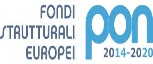 FONDI
STRUTTURALI
EUROPEI
pon
2014-2020